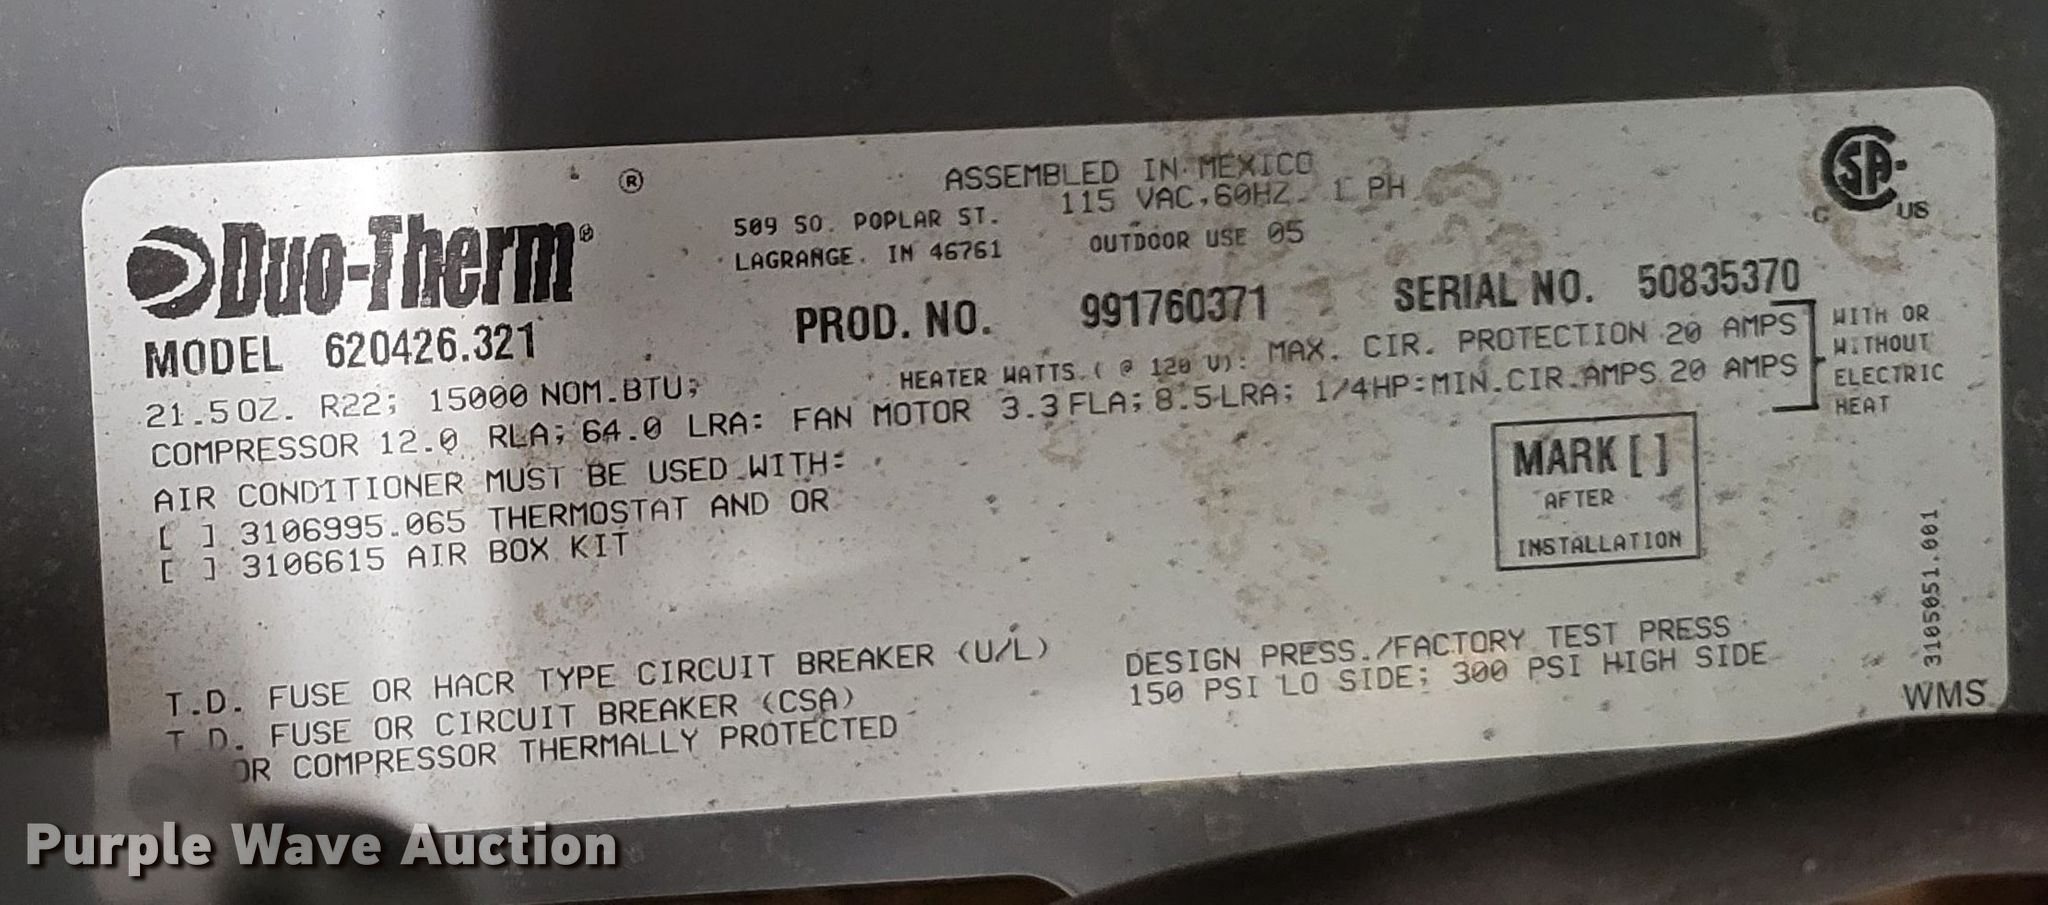 ®
ASSEMBLED IN MEXICO
115 VAC, 60HZ. 1 PH
OUTDOOR USE 05
509 SO. POPLAR ST.
LAGRANGE. IN 46761
SA
C US
Duo-Therm®
MODEL 620426.321
PROD. NO. 991760371 SERIAL NO. 50835370
21.5 OZ. R22; 15000 NOM.BTU; HEATER WATTS.( @ 120 V): MAX. CIR. PROTECTION 20 AMPS
COMPRESSOR 12.0 RLA; 64.0 LRA: FAN MOTOR 3.3 FLA; 8.5 LRA; 1/4HP:MIN.CIR.AMPS 20 AMPS
WITH OR
WITHOUT
ELECTRIC
HEAT
AIR CONDITIONER MUST BE USED WITH:
[ ] 3106995.065 THERMOSTAT AND OR
[ ] 3106615 AIR BOX KIT
MARK [ ]
AFTER
INSTALLATION
T.D. FUSE OR HACR TYPE CIRCUIT BREAKER (U/L)
T.D. FUSE OR CIRCUIT BREAKER (CSA)
OR COMPRESSOR THERMALLY PROTECTED
DESIGN PRESS./FACTORY TEST PRESS
150 PSI LO SIDE; 300 PSI HIGH SIDE
3105051.001
WMS
Purple Wave Auction